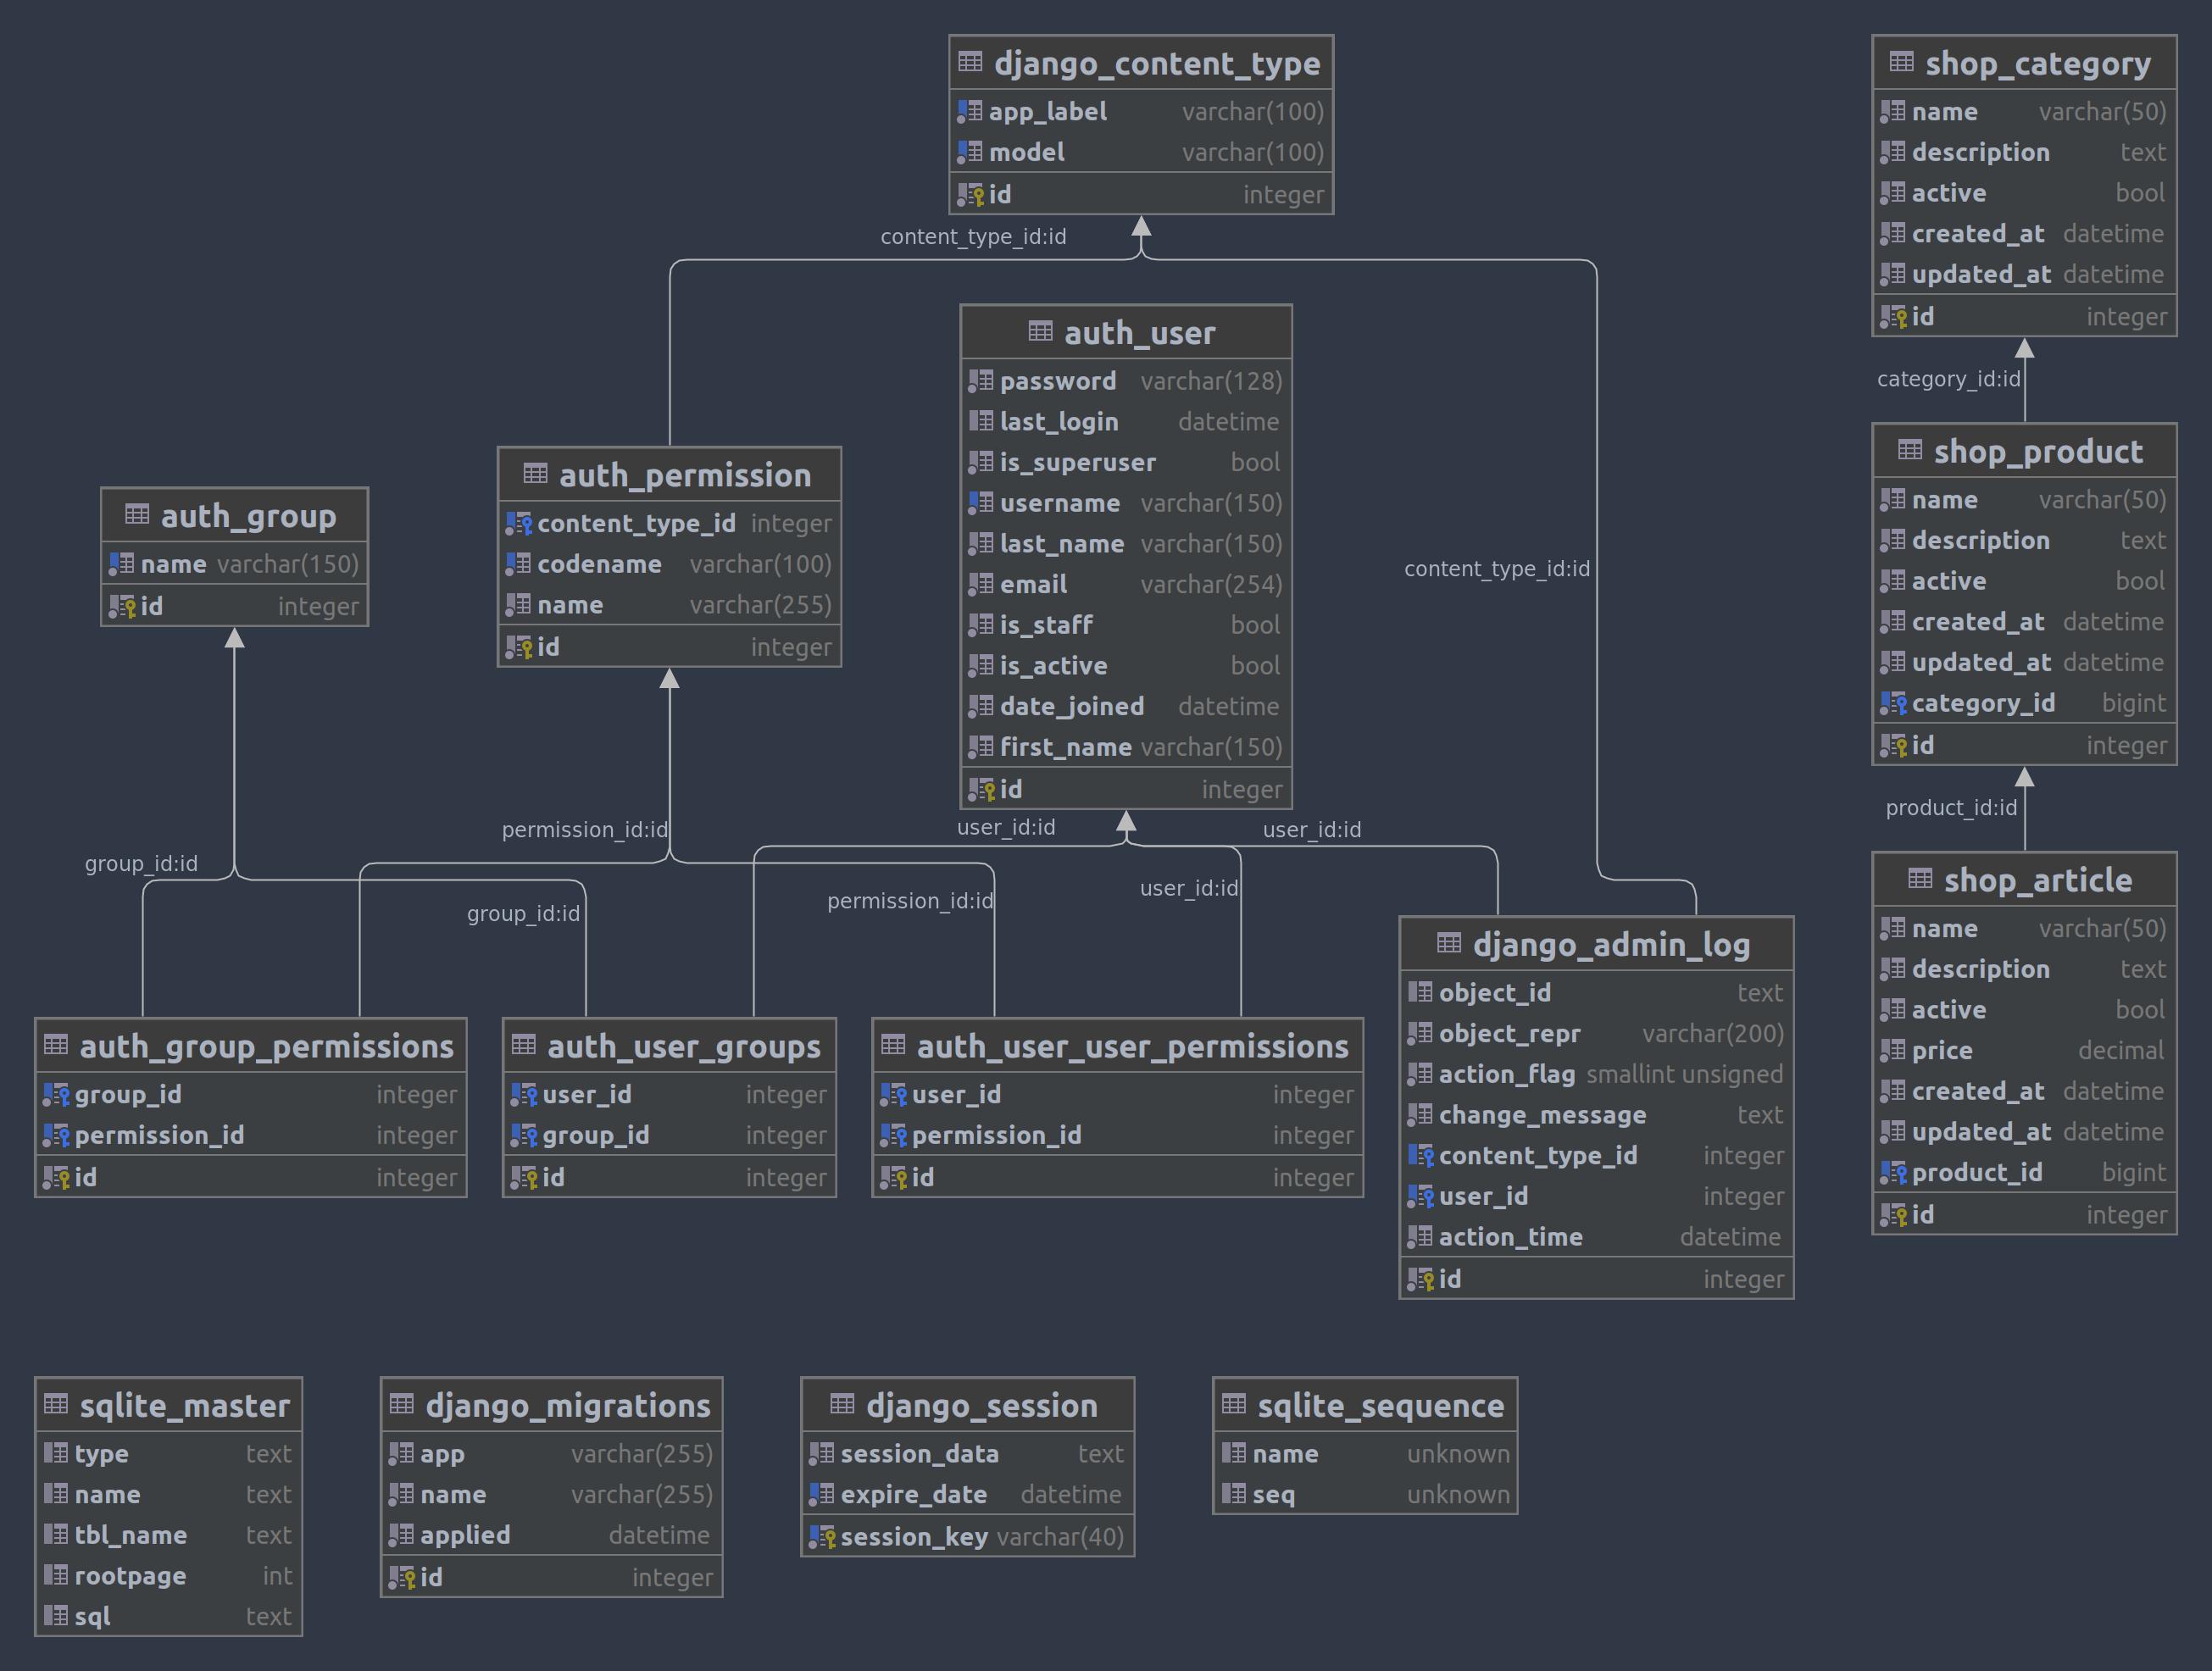 django_content_type
app_label varchar(100)
model varchar(100)
id integer
shop_category
name varchar(50)
description text
active bool
created_at datetime
updated_at datetime
id integer
content_type_id:id
category_id:id
auth_user
password varchar(128)
last_login datetime
is_superuser bool
username varchar(150)
last_name varchar(150)
email varchar(254)
is_staff bool
is_active bool
date_joined datetime
first_name varchar(150)
id integer
auth_permission
content_type_id integer
codename varchar(100)
name varchar(255)
id integer
auth_group
name varchar(150)
id integer
content_type_id:id
shop_product
name varchar(50)
description text
active bool
created_at datetime
updated_at datetime
category_id bigint
id integer
product_id:id
permission_id:id
user_id:id
user_id:id
group_id:id
group_id:id
permission_id:id
user_id:id
shop_article
name varchar(50)
description text
active bool
price decimal
created_at datetime
updated_at datetime
product_id bigint
id integer
django_admin_log
object_id text
object_repr varchar(200)
action_flag smallint unsigned
change_message text
content_type_id integer
user_id integer
action_time datetime
id integer
auth_group_permissions
group_id integer
permission_id integer
id integer
auth_user_groups
user_id integer
group_id integer
id integer
auth_user_user_permissions
user_id integer
permission_id integer
id integer
sqlite_master
type text
name text
tbl_name text
rootpage int
sql text
django_migrations
app varchar(255)
name varchar(255)
applied datetime
id integer
django_session
session_data text
expire_date datetime
session_key varchar(40)
sqlite_sequence
name unknown
seq unknown